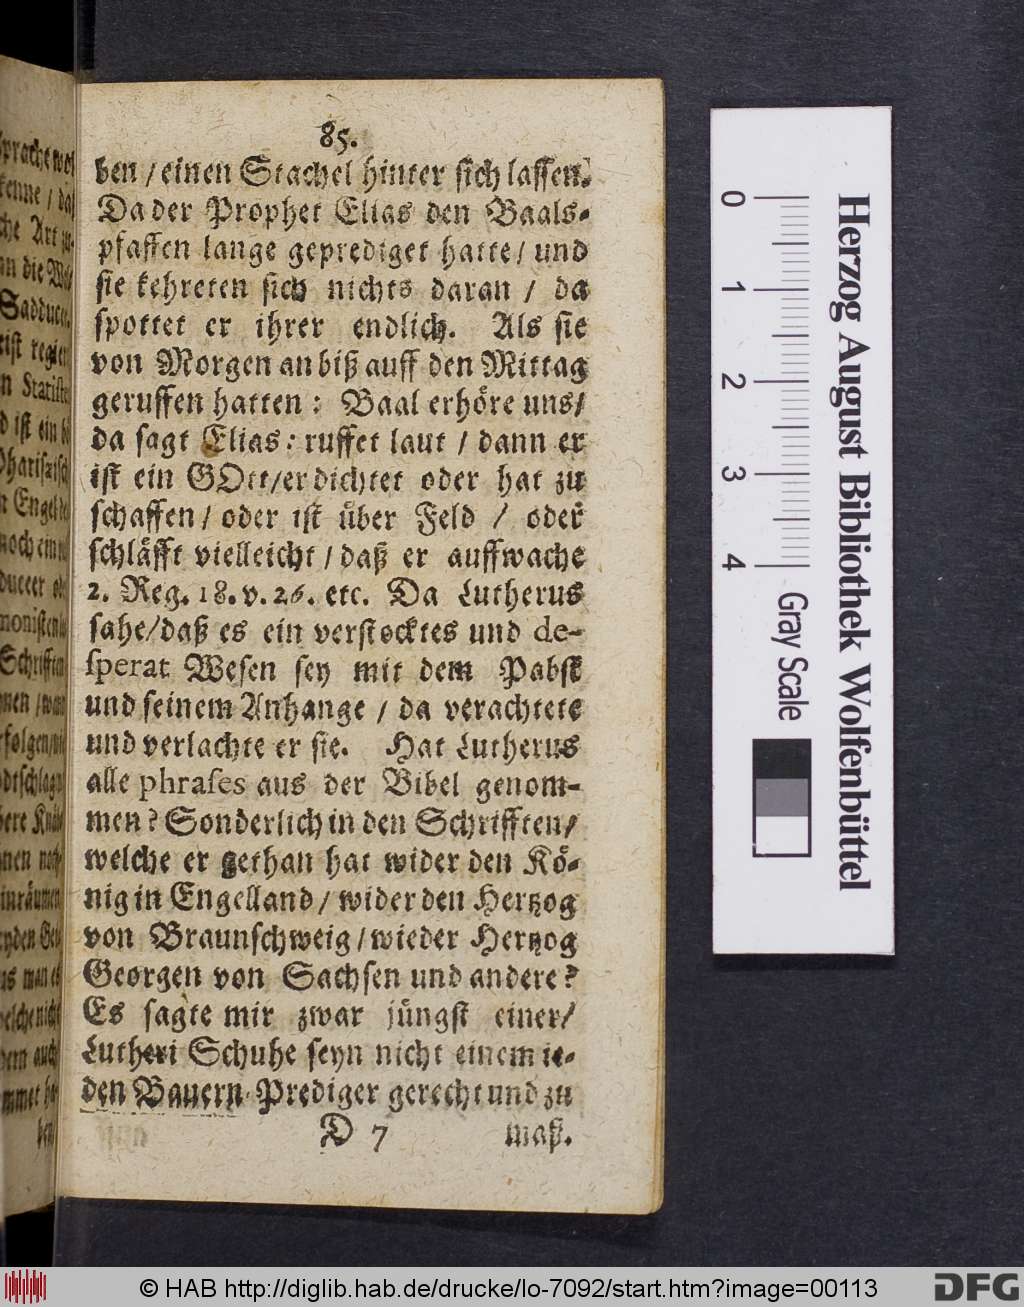 85.
ben / einen Stachel hinter sich lassen.
Da der Prophet Elias den Baals-
pfaffen lange geprediget hatte / und
sie kehreten sich nichts daran / da
spottet er ihrer endlich. Als sie
von Morgen an biß auff den Mittag
geruffen hatten : Baal erhöre uns /
da sagt Elias : ruffet laut / dann er
ist ein GOtt / er dichtet oder hat zu
schaffen / oder ist über Feld / oder
schläfft vielleicht / daß er auffwache
2. Reg. 18. v. 26. etc. Da Lutherus
sahe / daß es ein verstocktes und de-
sperat Wesen sey mit dem Pabst
und seinem Anhange / da verachtete
und verlachte er sie. Hat Lutherus
alle phrases aus der Bibel genom-
men ? Sonderlich in den Schrifften /
welche er gethan hat wider den Kö-
nig in Engelland / wider den Hertzog
von Braunschweig / wieder Hertzog
Georgen von Sachsen und andere ?
Es sagte mir zwar jüngst einer /
Lutheri Schuhe seyn nicht einem ie-
den Bauern-Prediger gerecht und zu
D 7 maß.
Herzog August Bibliothek Wolfenbüttel
0 1 2 3 4 Gray Scale
© HAB http://diglib.hab.de/drucke/lo-7092/start.htm?image=00113
DFG